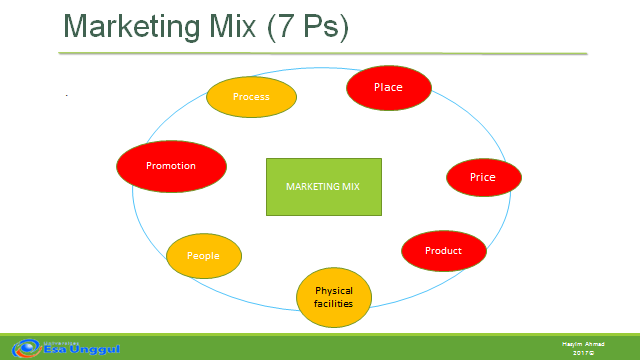 Marketing Mix (7 Ps)
.
Process
Place
Promotion
Price
MARKETING MIX
People
Product
Physical
facilities
Esa Unggul
Hasyim Ahmad
2017©